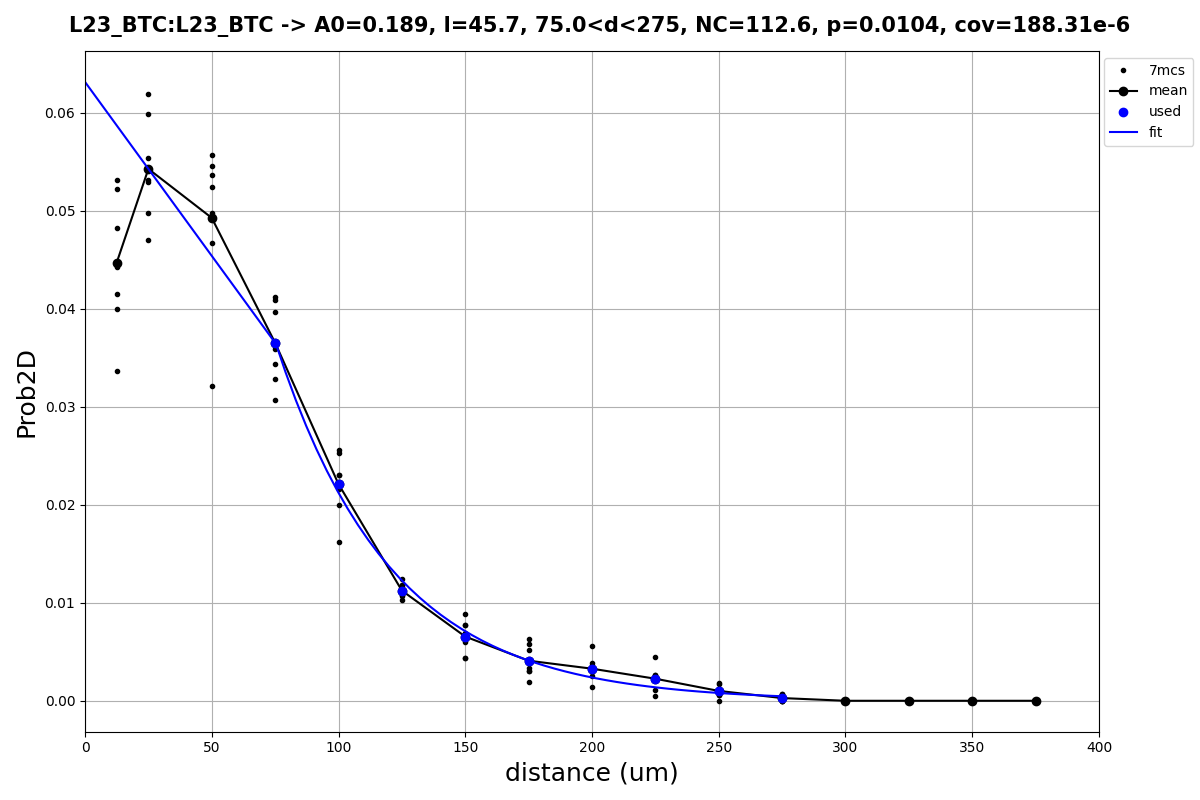 L23_BTC:L23_BTC -> A0=0.189, l=45.7, 75.0<d<275, NC=112.6, p=0.0104, cov=188.31e-6
7mcs
mean
used
fit
0.06
0.05
0.04
0.03
0.02
0.01
0.00
Prob2D
0 50 100 150 200 250 300 350 400
distance (um)